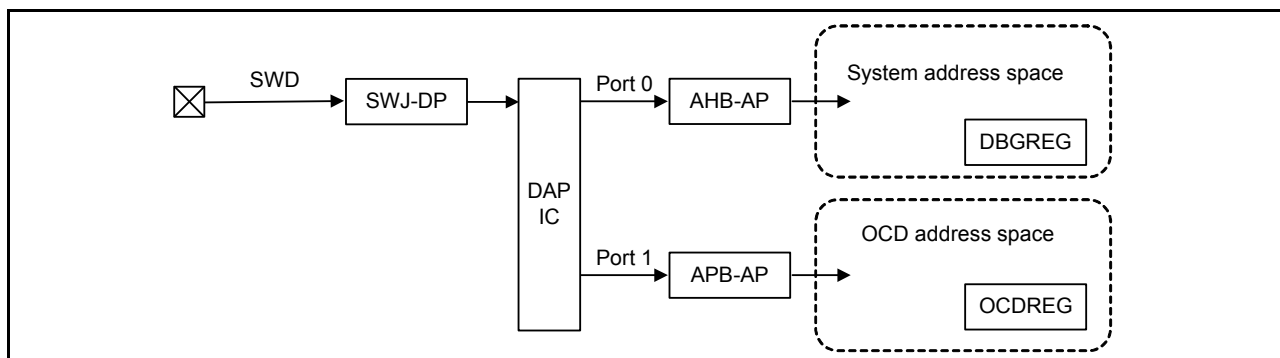 SWD
SWJ-DP
DAP
IC
Port 0
AHB-AP
System address space
DBGREG
Port 1
APB-AP
OCD address space
OCDREG